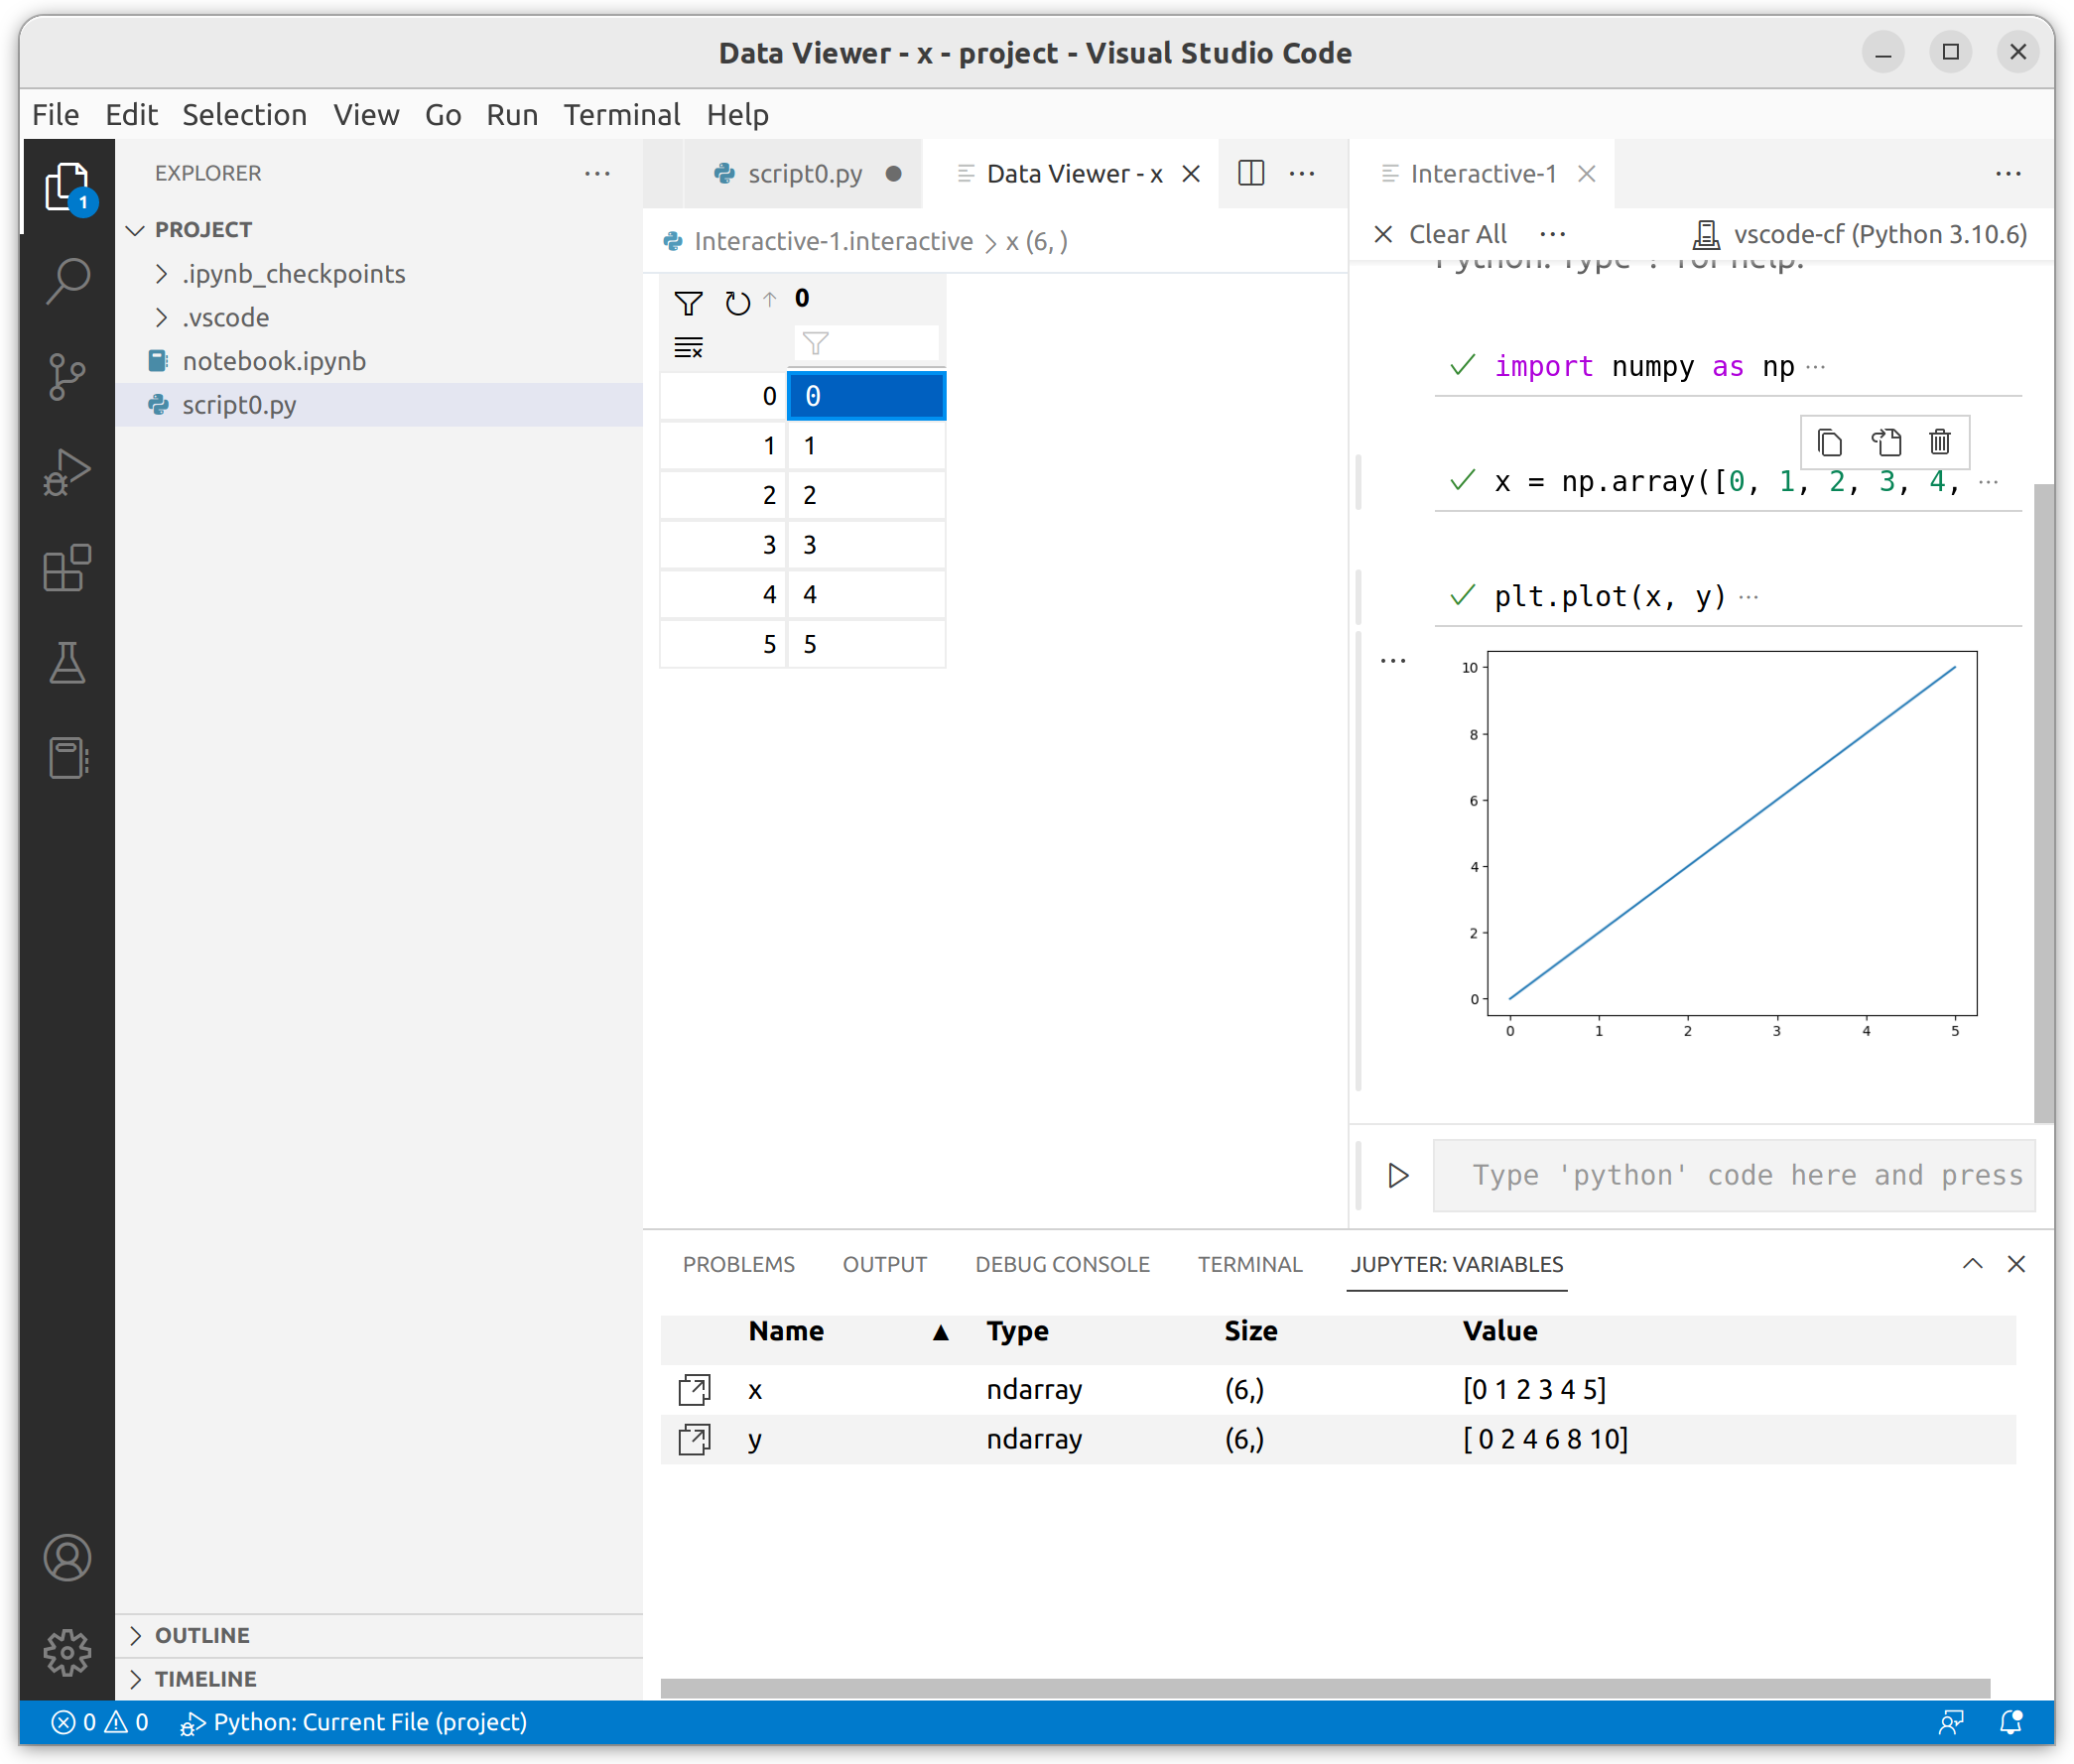 Data Viewer - x - project - Visual Studio Code
File Edit Selection View Go Run Terminal Help
1
EXPLORER
PROJECT
.ipynb_checkpoints
.vscode
notebook.ipynb
script0.py
OUTLINE
TIMELINE
script0.py
Data Viewer - x
Interactive-1.interactive > x (6, )
0
0 0
1 1
2 2
3 3
4 4
5 5
Interactive-1
Clear All ··· vscode-cf (Python 3.10.6)
Python. Type '?' for help.
import numpy as np ···
x = np.array([0, 1, 2, 3, 4, ···
plt.plot(x, y) ···
10
8
6
4
2
0
0 1 2 3 4 5
Type 'python' code here and press
PROBLEMS OUTPUT DEBUG CONSOLE TERMINAL JUPYTER: VARIABLES
Name Type Size Value
x ndarray (6,) [0 1 2 3 4 5]
y ndarray (6,) [ 0 2 4 6 8 10]
0 0 Python: Current File (project)